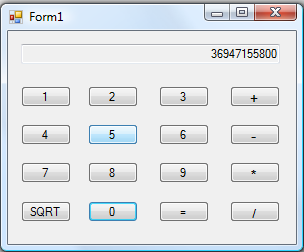 Form1
36947155800
1 2 3 +
4 5 6 -
7 8 9 *
SQRT 0 = /